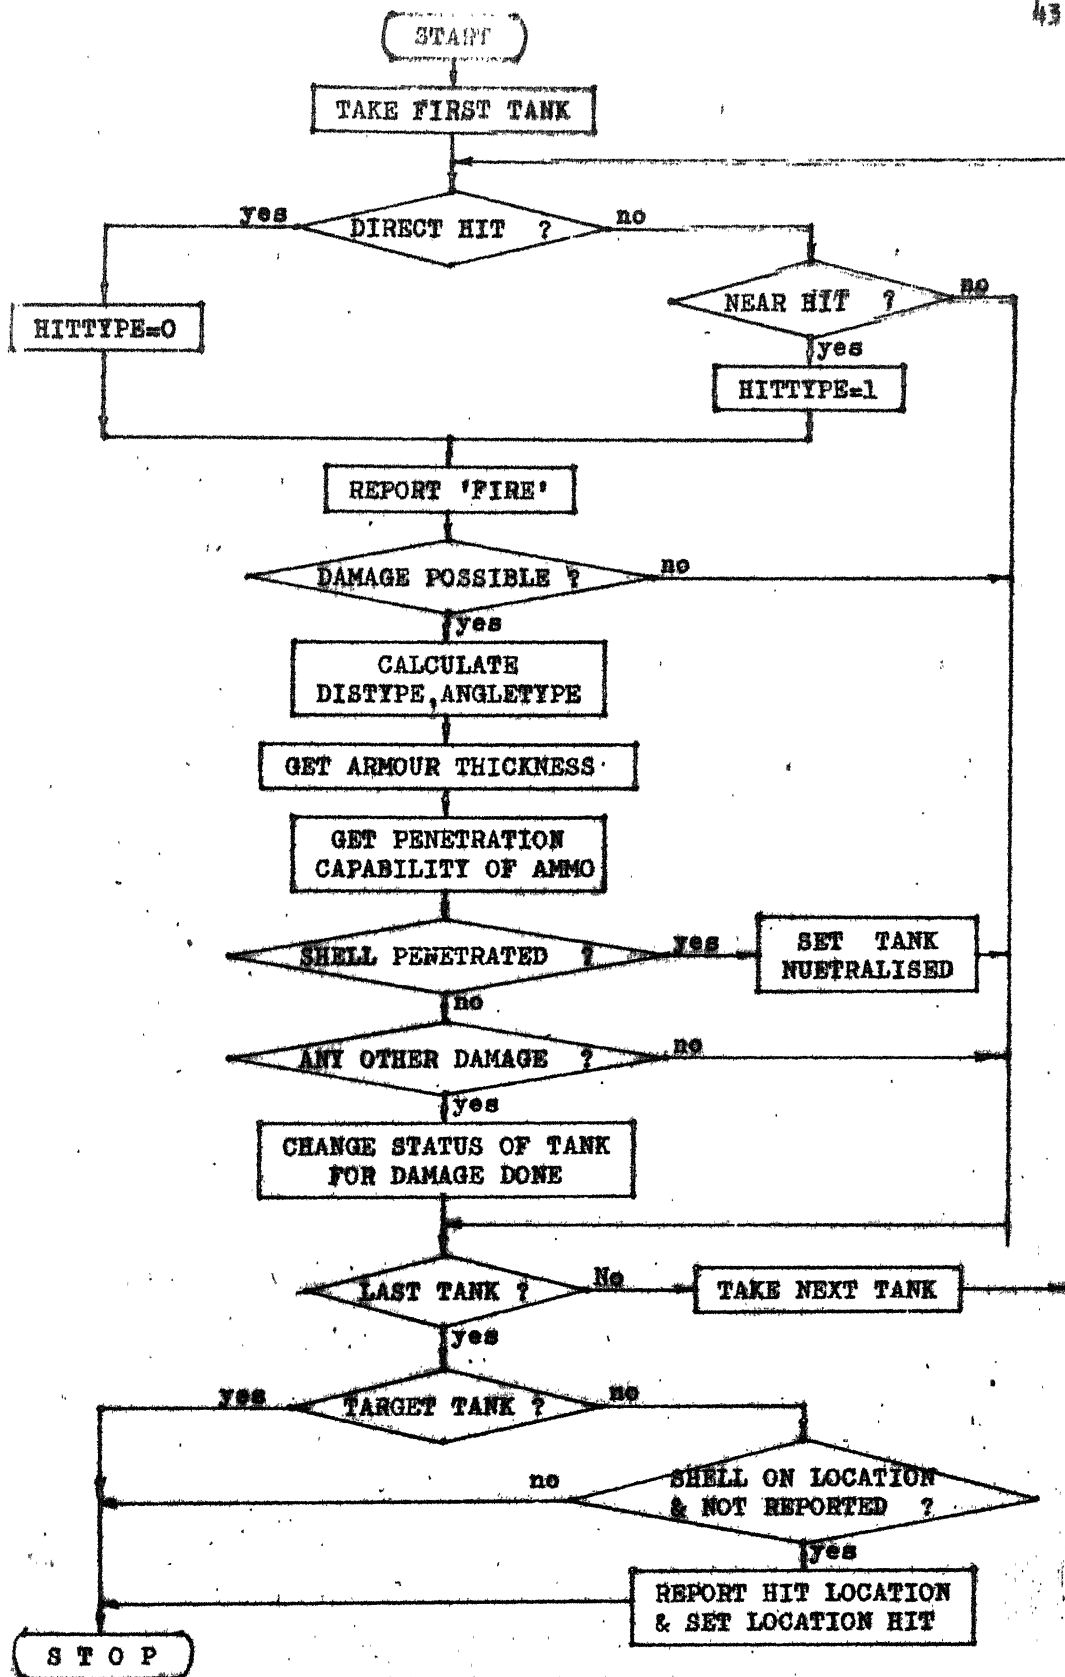 43
START
TAKE FIRST TANK
yes
DIRECT HIT ?
no
NEAR HIT ?
no
HITTYPE=0
yes
HITTYPE=1
REPORT 'FIRE'
DAMAGE POSSIBLE ?
no
yes
CALCULATE
DISTYPE,ANGLETYPE
GET ARMOUR THICKNESS
GET PENETRATION
CAPABILITY OF AMMO
SHELL PENETRATED ?
yes
SET TANK
NUETRALISED
no
ANY OTHER DAMAGE ?
no
yes
CHANGE STATUS OF TANK
FOR DAMAGE DONE
LAST TANK ?
No
TAKE NEXT TANK
yes
yes
TARGET TANK ?
no
no
SHELL ON LOCATION
& NOT REPORTED ?
yes
REPORT HIT LOCATION
& SET LOCATION HIT
S T O P